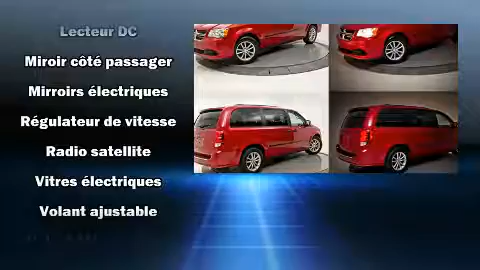 Lecteur DC
Miroir côté passager
Mirroirs électriques
Régulateur de vitesse
Radio satellite
Vitres électriques
Volant ajustable